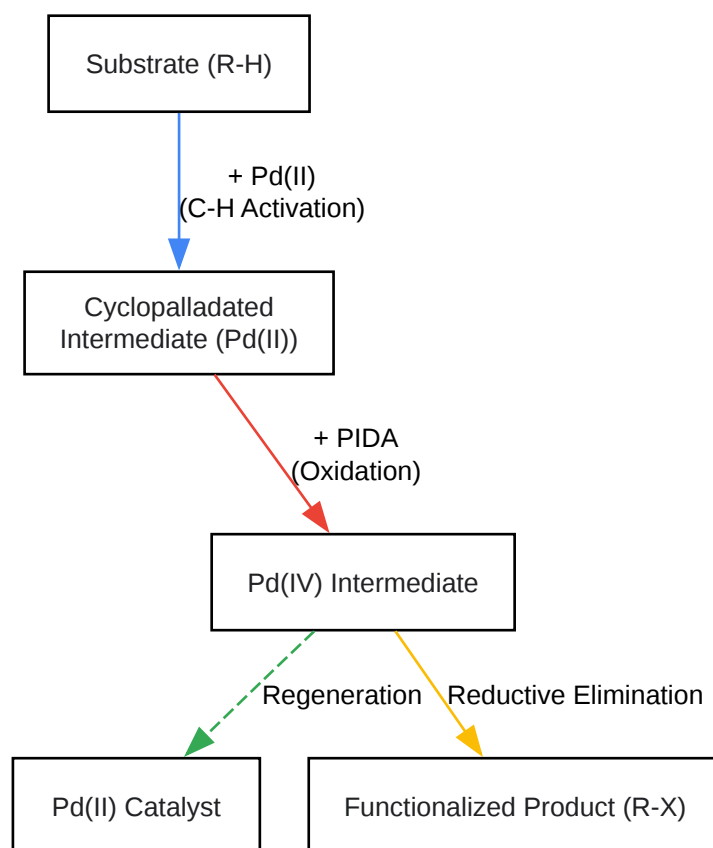 Substrate (R-H)
+ Pd(II)
(C-H Activation)
Cyclopalladated
Intermediate (Pd(II))
+ PIDA
(Oxidation)
Pd(IV) Intermediate
Regeneration
Reductive Elimination
Pd(II) Catalyst
Functionalized Product (R-X)